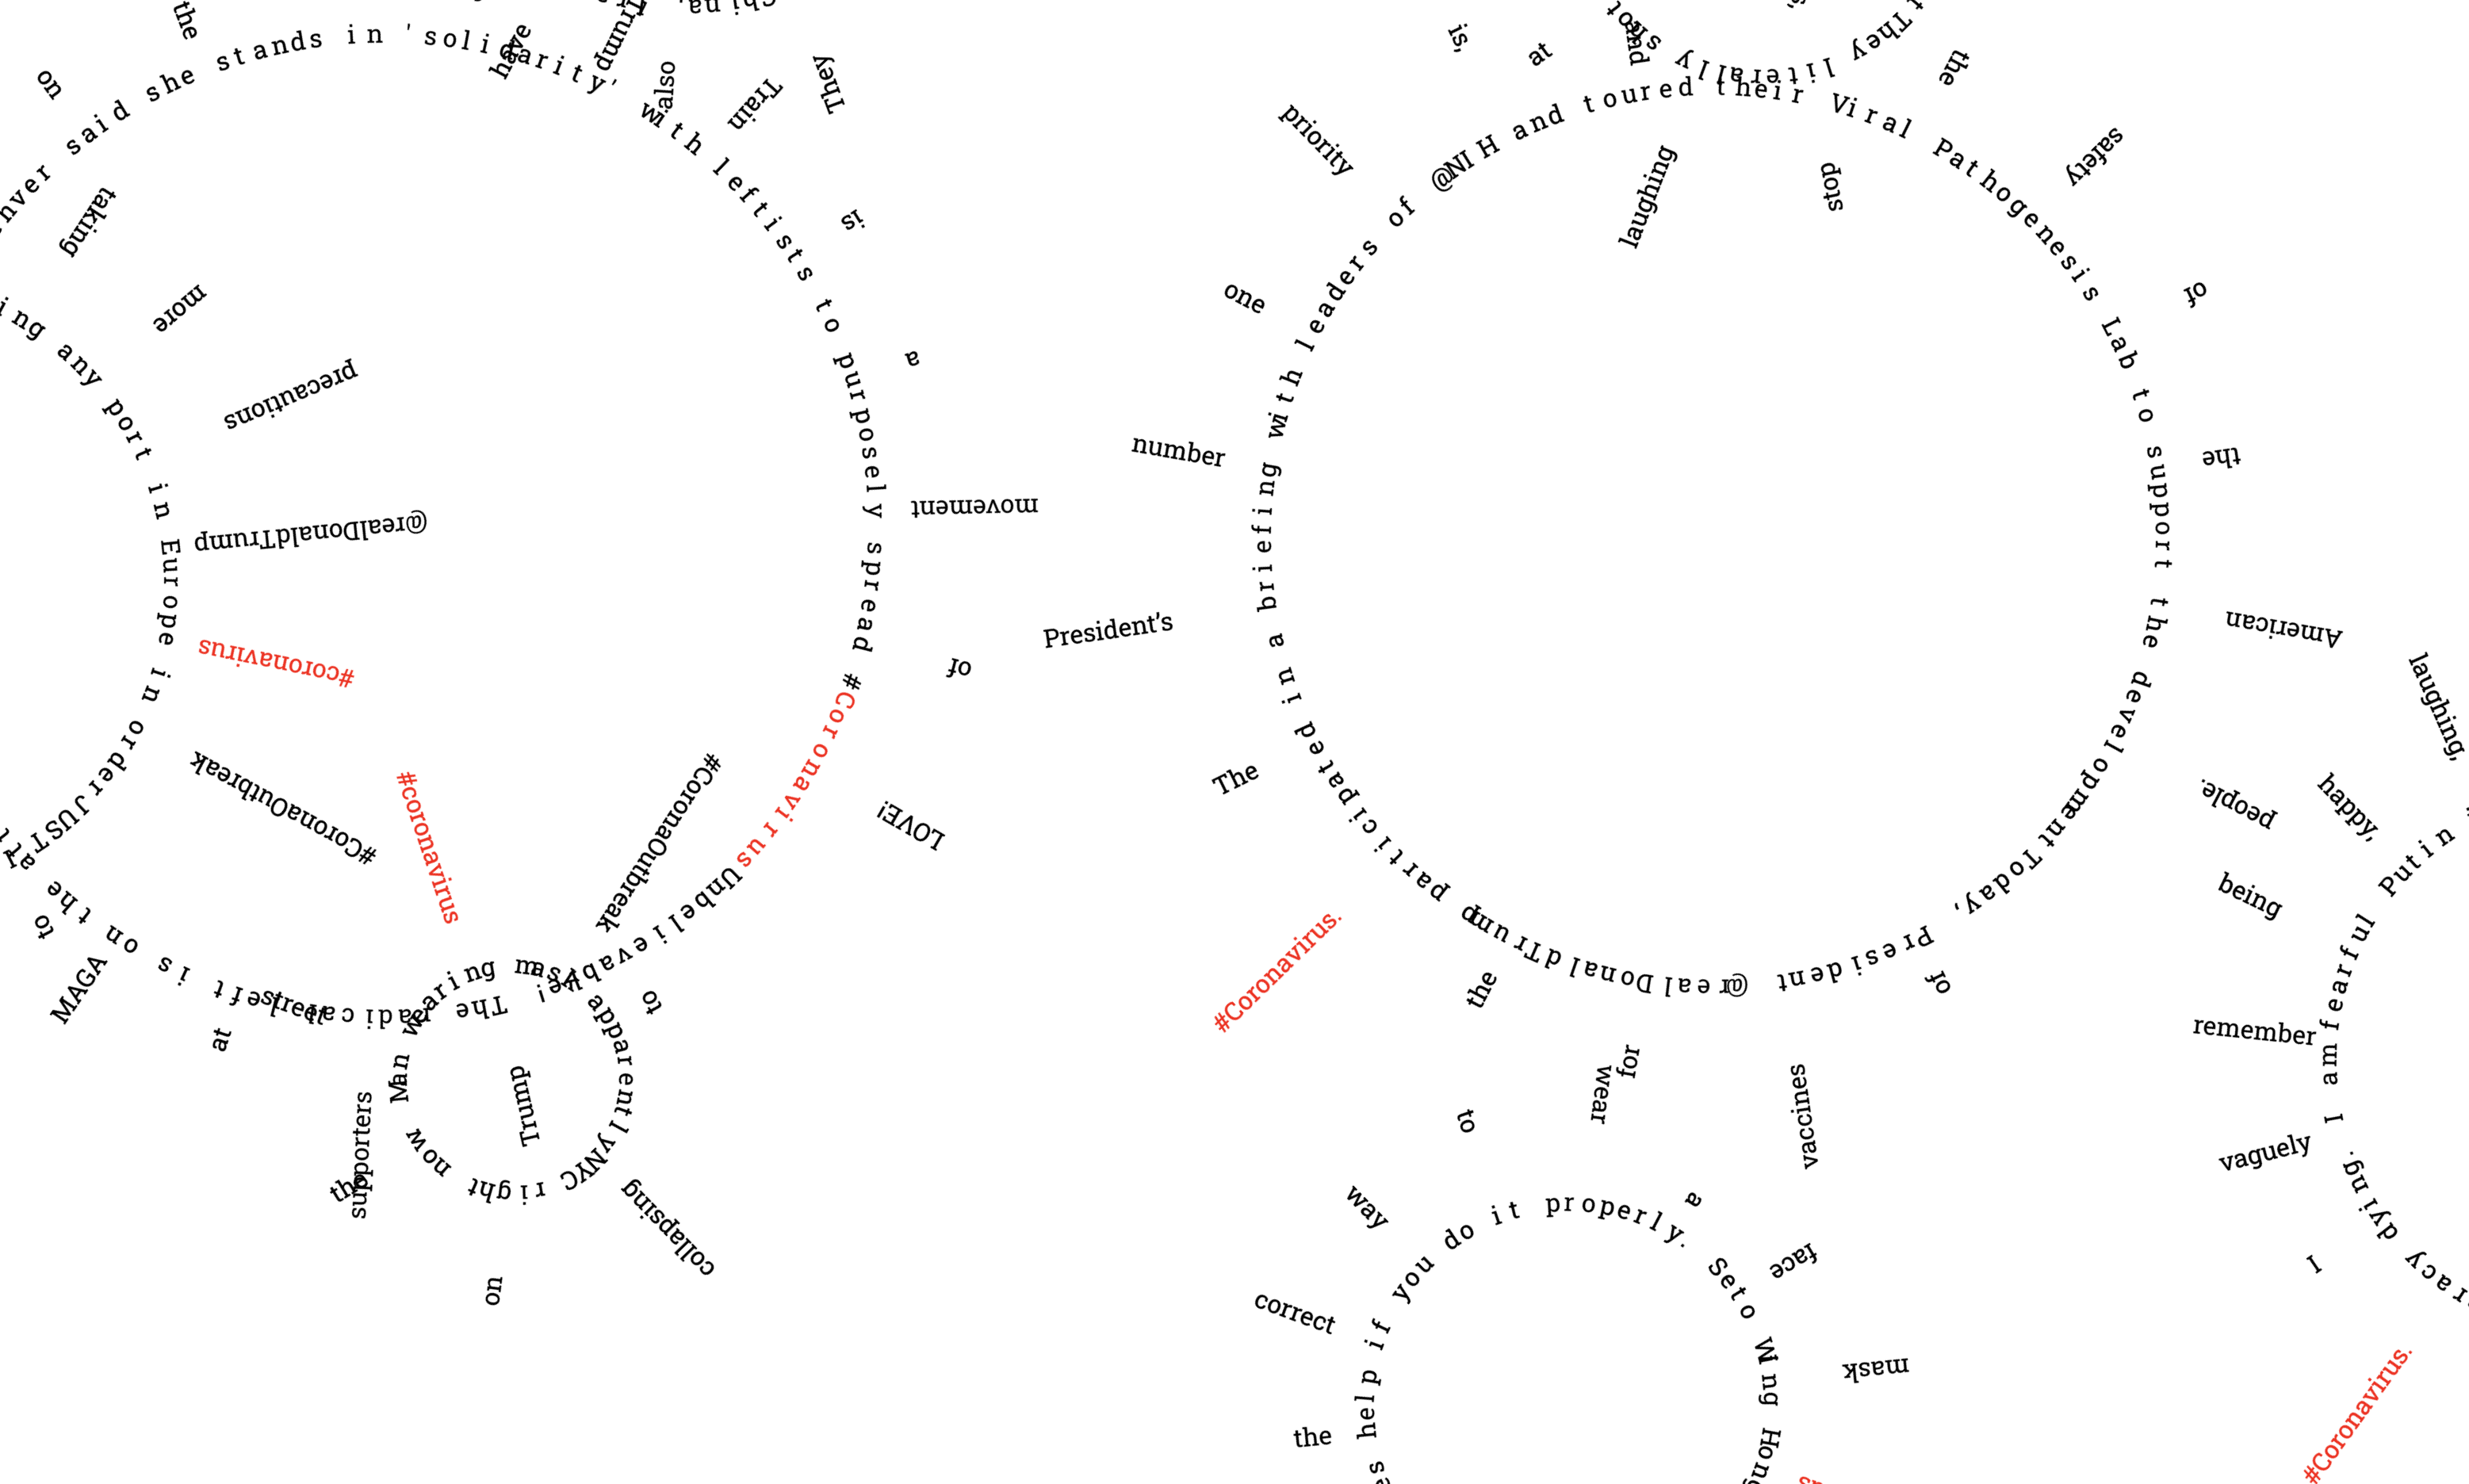 said she stands in 'solidarity' with leftists to purposely spread #Coronavirus
Unbelievable! The radical left is on the
ing any port in Europe in order
JUST
the
on
have
dump
Trump
also
Train
They
is
a
movement
of
LOVE!
taking
more
precautions
@realDonaldTrump
#coronavirus
#CoronaOutbreak
#coronavirus
#CoronaOutbreak
to
MAGA
at
street
supporters
the
on
collapsing
to
Trump
Man wearing mask apparently
NYC right now
China,
is,
at
and
the
They literally
laughing
stop
priority
one
number
President's
The
safety
of
the
American
people.
Today, President @realDonaldTrump participated in a briefing with leaders of @NIH and toured their Viral Pathogenesis Lab to support the development
of
vaccines
for
the
#Coronavirus.
laughing,
happy,
being
remember
vaguely
I
Putin
I am fearful
racy dying.
#Coronavirus.
wear
to
way
correct
the
a
face
mask
s help if you do it properly. Seto Wing Hong